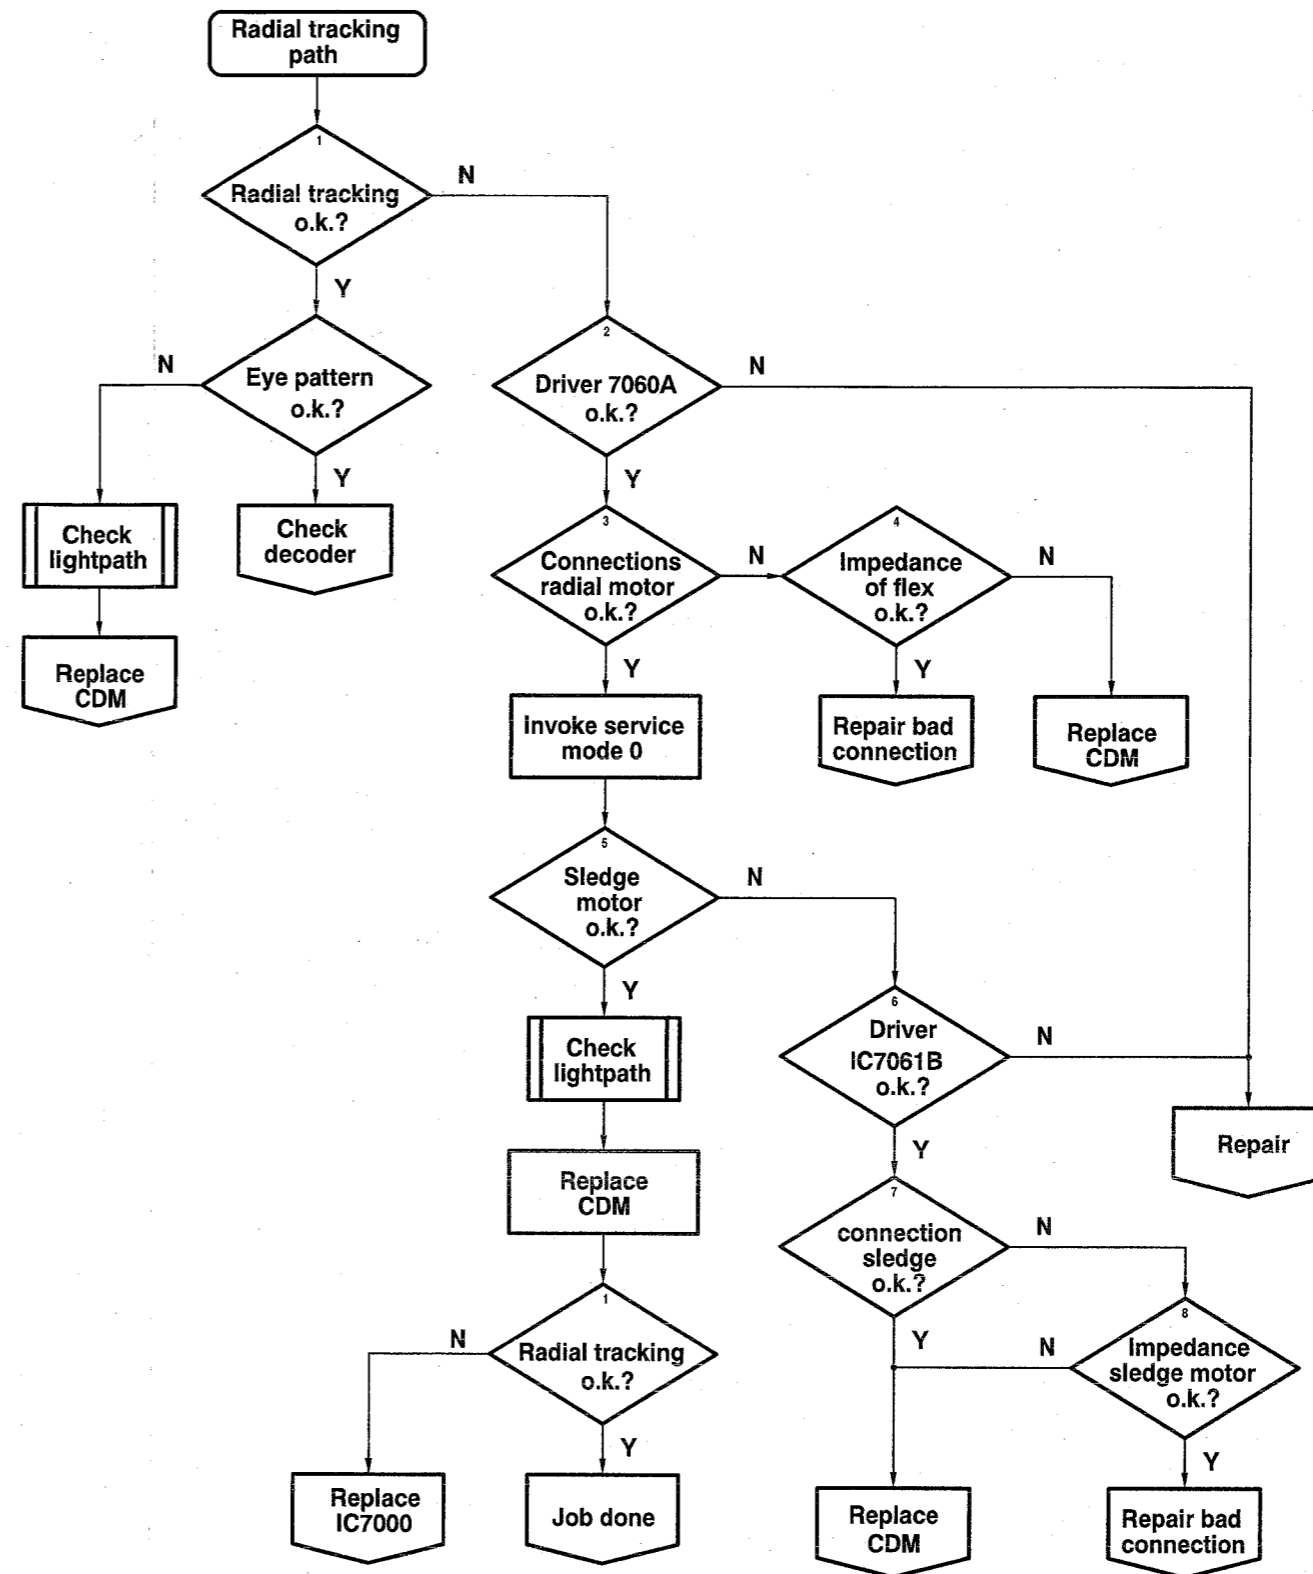 Radial tracking
path
1
Radial tracking
o.k.?
N
Y
Eye pattern
o.k.?
N
Y
Check
lightpath
Check
decoder
Replace
CDM
2
Driver 7060A
o.k.?
N
Y
3
Connections
radial motor
o.k.?
N
Y
4
Impedance
of flex
o.k.?
N
Y
Invoke service
mode 0
Repair bad
connection
Replace
CDM
5
Sledge
motor
o.k.?
N
Y
Check
lightpath
6
Driver
IC7061B
o.k.?
N
Y
Repair
Replace
CDM
7
connection
sledge
o.k.?
N
Y
1
Radial tracking
o.k.?
N
Y
8
Impedance
sledge motor
o.k.?
N
Y
Replace
IC7000
Job done
Replace
CDM
Repair bad
connection